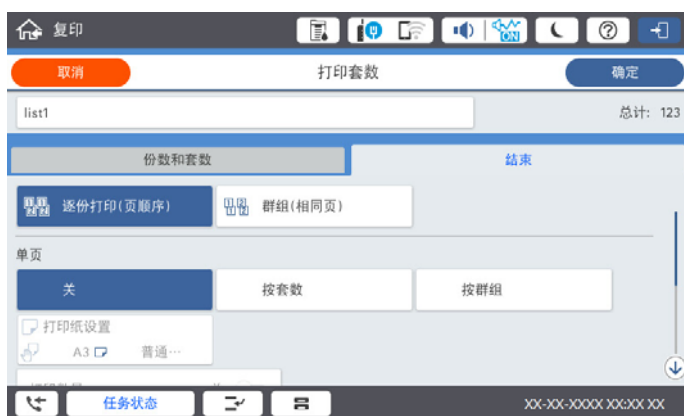 复印
ON
取消
打印套数
确定
list1
总计: 123
份数和套数
结束
逐份打印(页顺序)
群组(相同页)
单页
关
按套数
按群组
打印纸设置
A3
普通…
任务状态
XX-XX-XXXX XX:XX XX